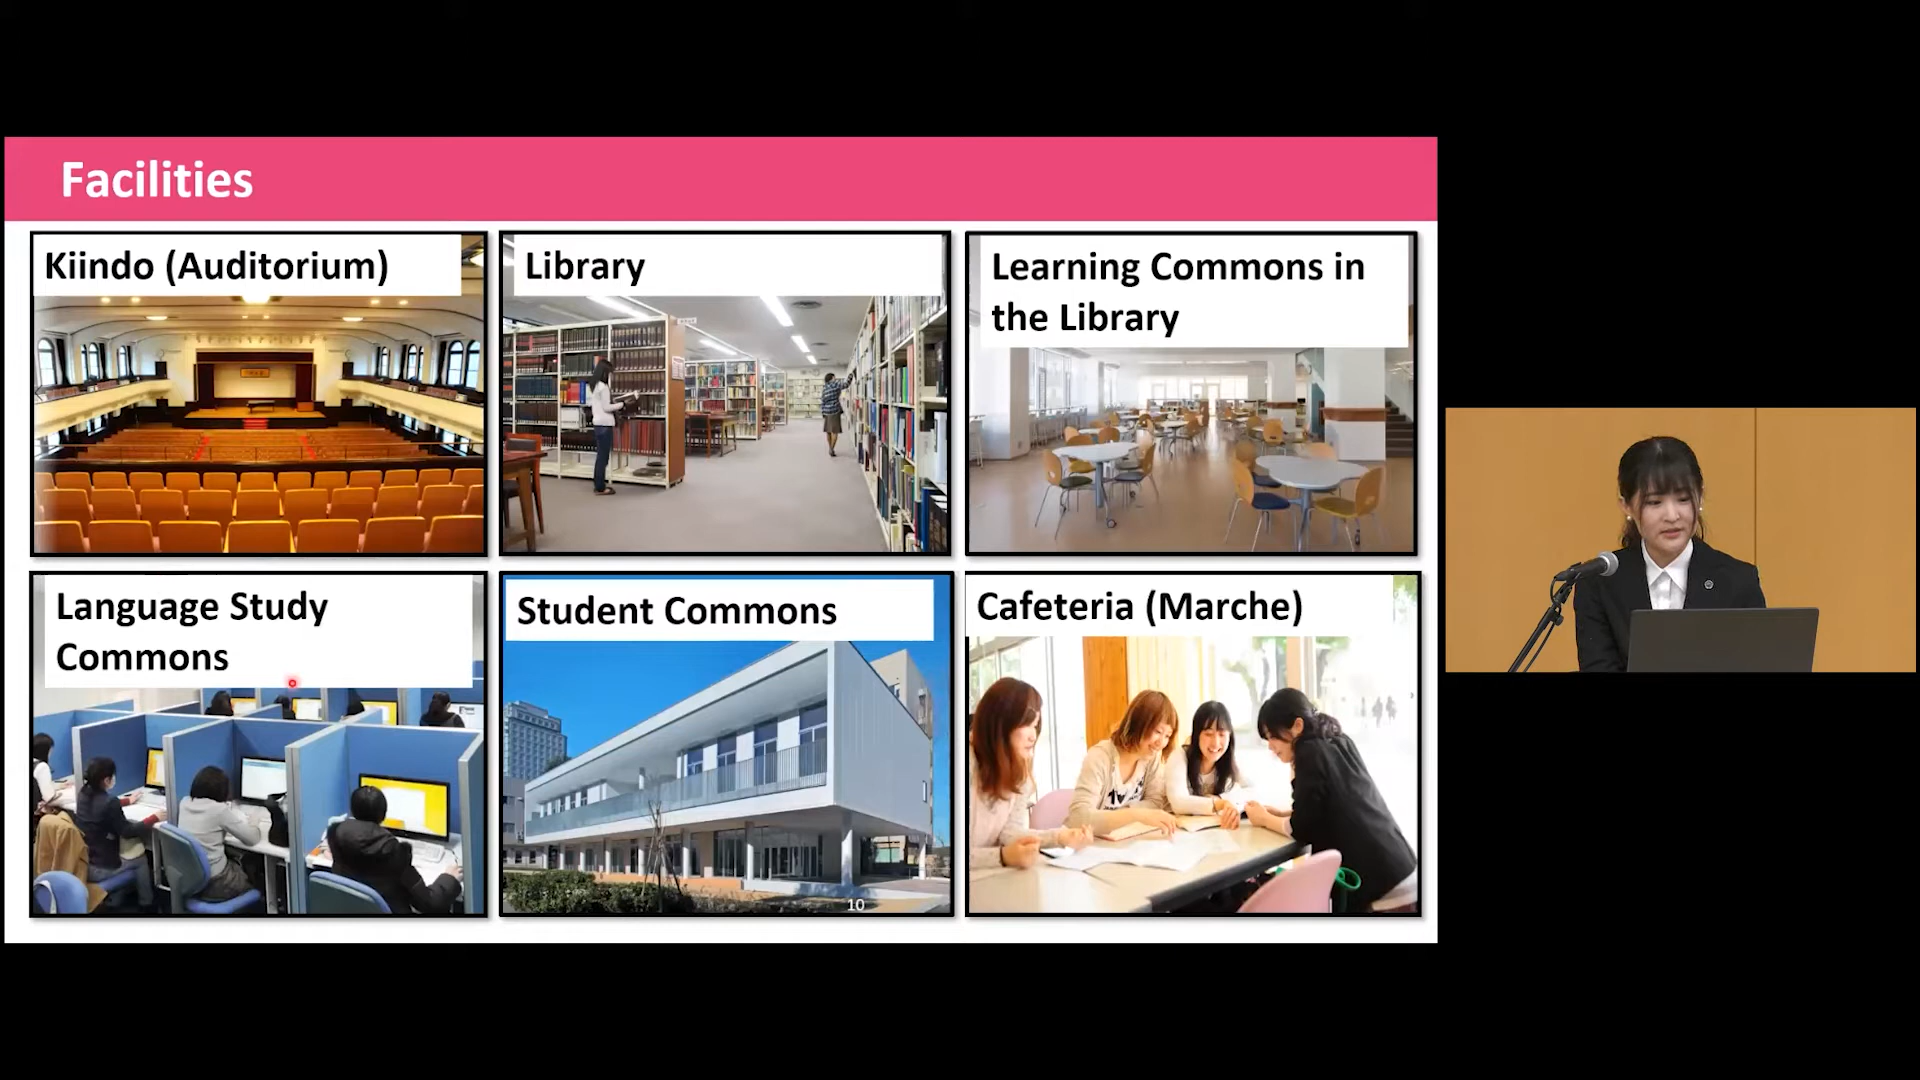 Facilities
Kiindo (Auditorium)
Library
Learning Commons in
the Library
Language Study
Commons
Student Commons
Cafeteria (Marche)
10